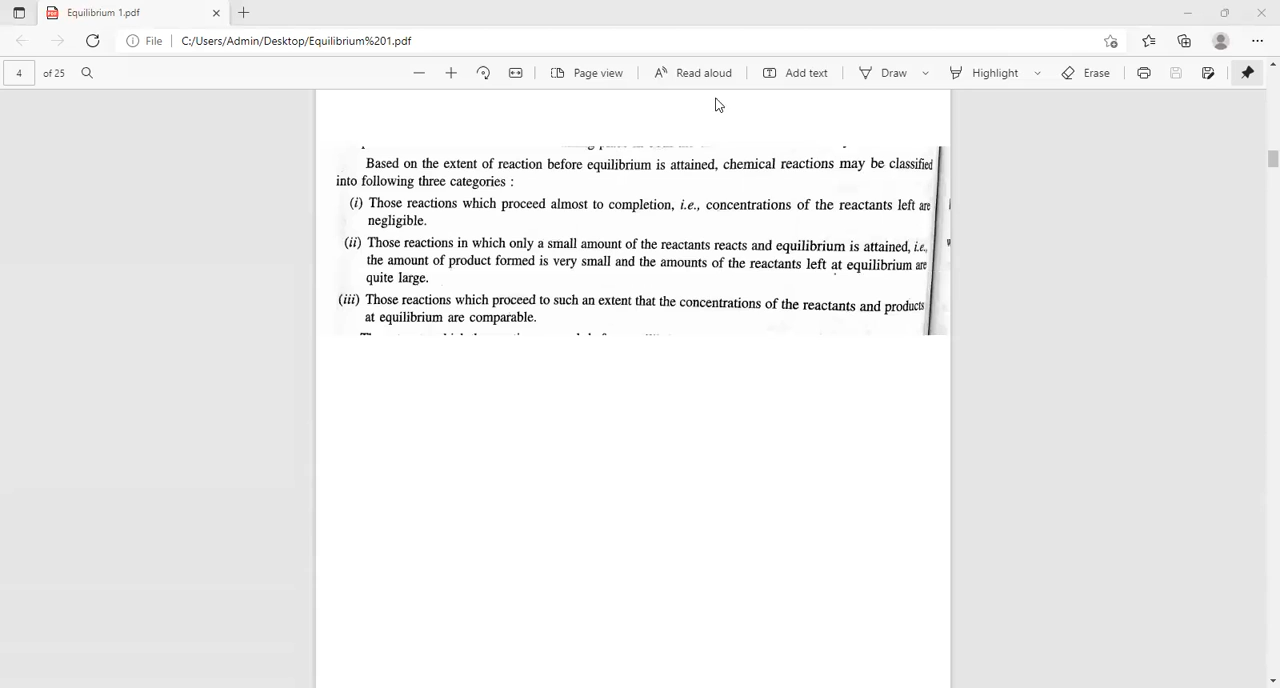 Equilibrium 1.pdf
File C:/Users/Admin/Desktop/Equilibrium%201.pdf
4 of 25 Page view Read aloud Add text Draw Highlight Erase
Based on the extent of reaction before equilibrium is attained, chemical reactions may be classified
into following three categories :
(i) Those reactions which proceed almost to completion, i.e., concentrations of the reactants left are
negligible.
(ii) Those reactions in which only a small amount of the reactants reacts and equilibrium is attained, i.e.,
the amount of product formed is very small and the amounts of the reactants left at equilibrium are
quite large.
(iii) Those reactions which proceed to such an extent that the concentrations of the reactants and products
at equilibrium are comparable.